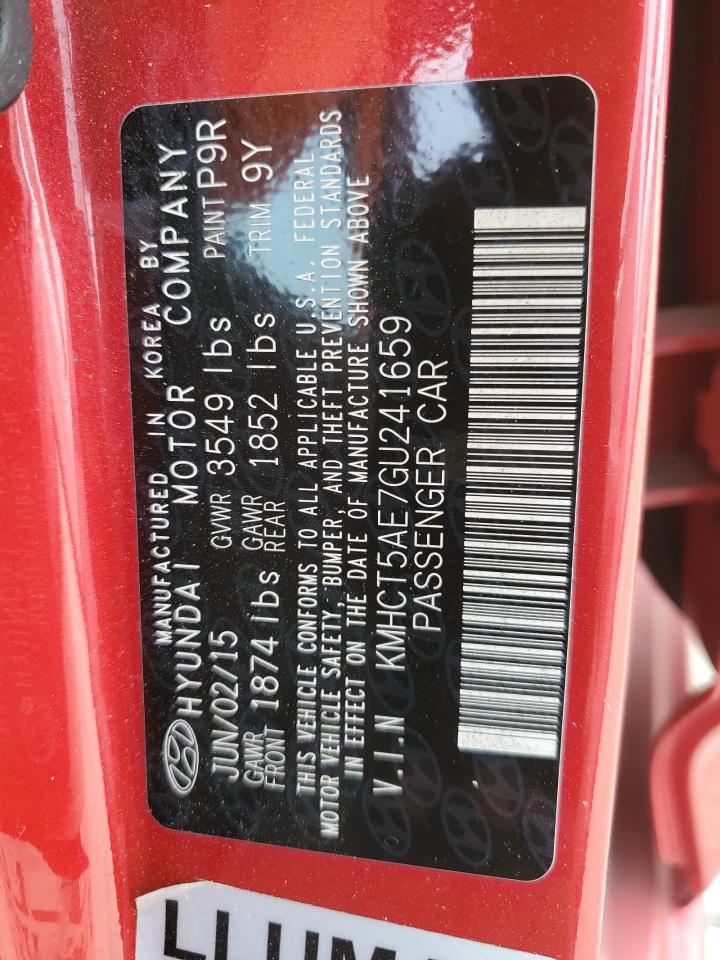 MANUFACTURED IN KOREA BY
HYUNDAI MOTOR COMPANY
JUN/02/15 GVWR 3549 lbs PAINT P9R
GAWR FRONT 1874 lbs GAWR REAR 1852 lbs TRIM 9Y
THIS VEHICLE CONFORMS TO ALL APPLICABLE U.S.A. FEDERAL
MOTOR VEHICLE SAFETY, BUMPER, AND THEFT PREVENTION STANDARDS
IN EFFECT ON THE DATE OF MANUFACTURE SHOWN ABOVE
V.I.N KMHCT5AE7GU241659
PASSENGER CAR